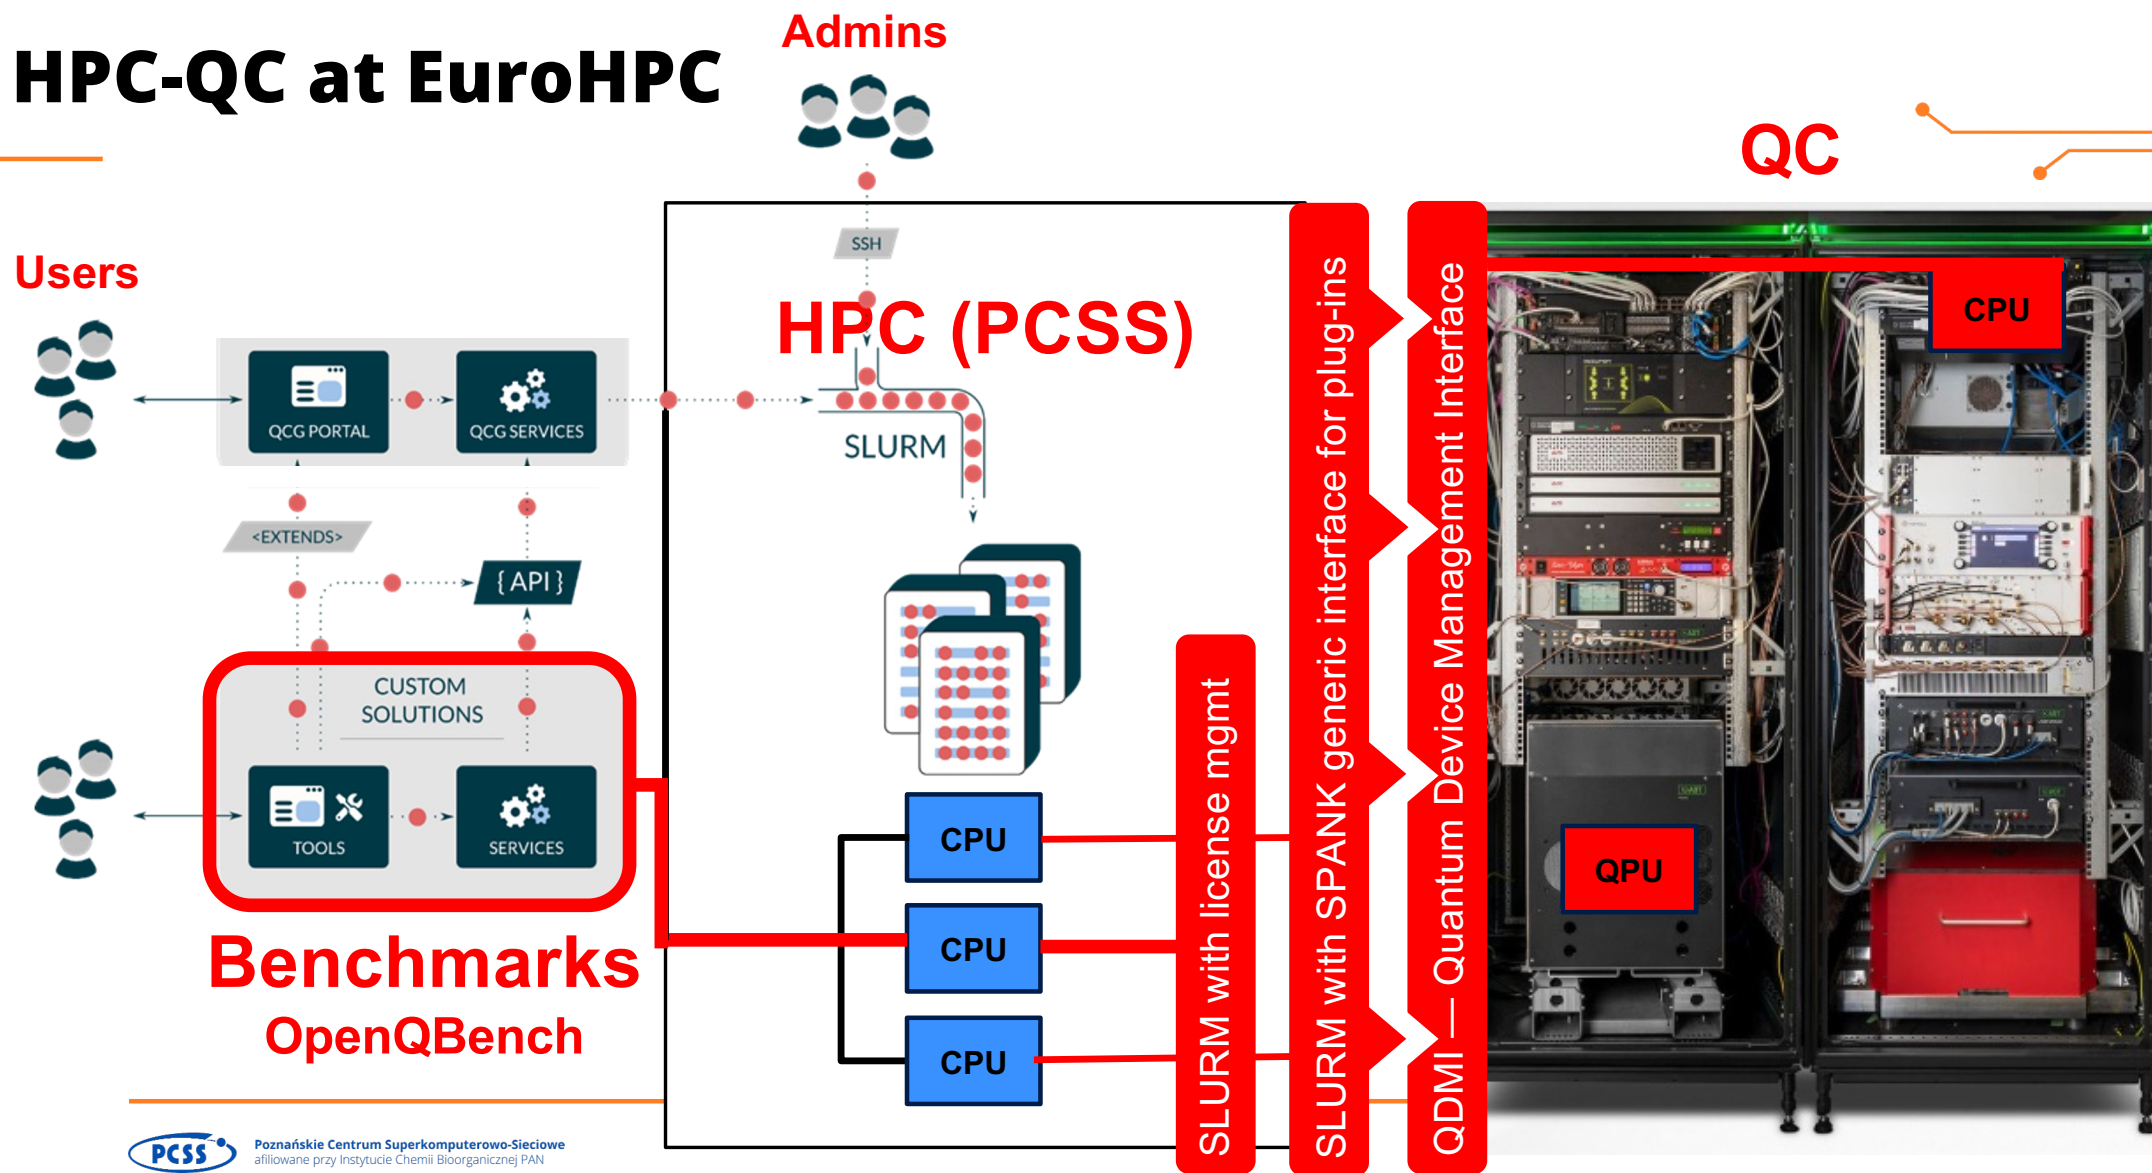 HPC-QC at EuroHPC
Admins
QC
Users
SSH
HPC (PCSS)
CPU
QCG PORTAL
QCG SERVICES
SLURM
<EXTENDS>
{ API }
CUSTOM
SOLUTIONS
TOOLS
SERVICES
CPU
CPU
CPU
SLURM with license mgmt
SLURM with SPANK generic interface for plug-ins
QDMI — Quantum Device Management Interface
QPU
Benchmarks
OpenQBench
PCSS
Poznańskie Centrum Superkomputerowo-Sieciowe
afiliowane przy Instytucie Chemii Bioorganicznej PAN